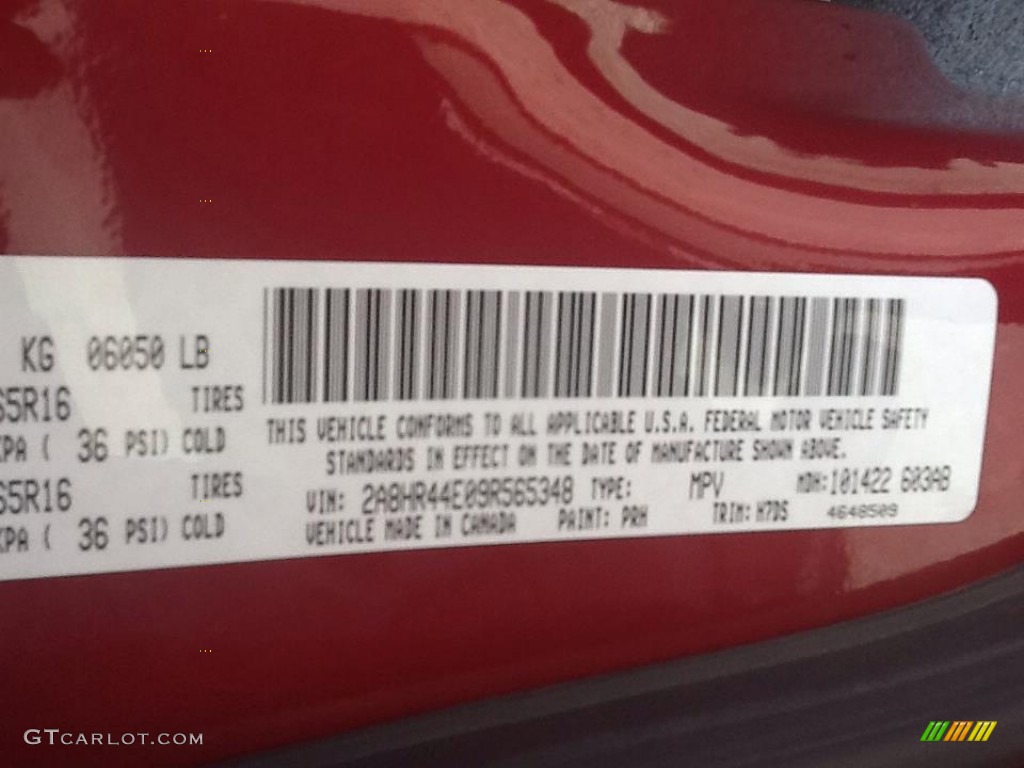 KG 06050 LB
65R16 TIRES
KPA ( 36 PSI) COLD
65R16 TIRES
KPA ( 36 PSI) COLD
THIS VEHICLE CONFORMS TO ALL APPLICABLE U.S.A. FEDERAL MOTOR VEHICLE SAFETY
STANDARDS IN EFFECT ON THE DATE OF MANUFACTURE SHOWN ABOVE.
VIN: 2A8HR44E09R565348 TYPE: MPV MDH:101422 603AB
VEHICLE MADE IN CANADA PAINT: PRH TRIM: H7DS 4648509
GTCARLOT.COM